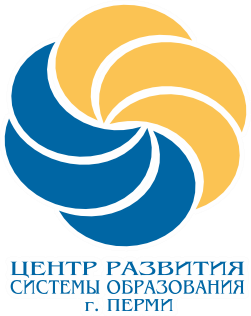 ЦЕНТР РАЗВИТИЯ
СИСТЕМЫ ОБРАЗОВАНИЯ
г. ПЕРМИ